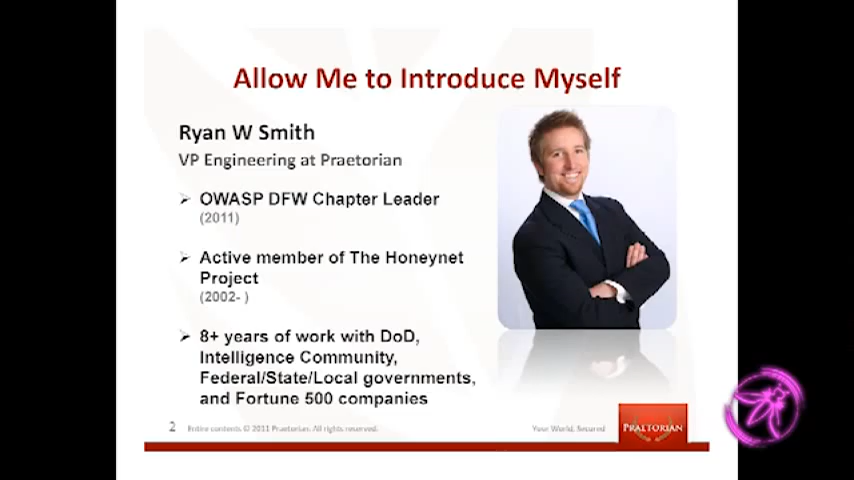 Allow Me to Introduce Myself
Ryan W Smith
VP Engineering at Praetorian
➢ OWASP DFW Chapter Leader
(2011)
➢ Active member of The Honeynet
Project
(2002- )
➢ 8+ years of work with DoD,
Intelligence Community,
Federal/State/Local governments,
and Fortune 500 companies
2 Entire contents © 2011 Praetorian. All rights reserved.
Your World, Secured
PRAETORIAN